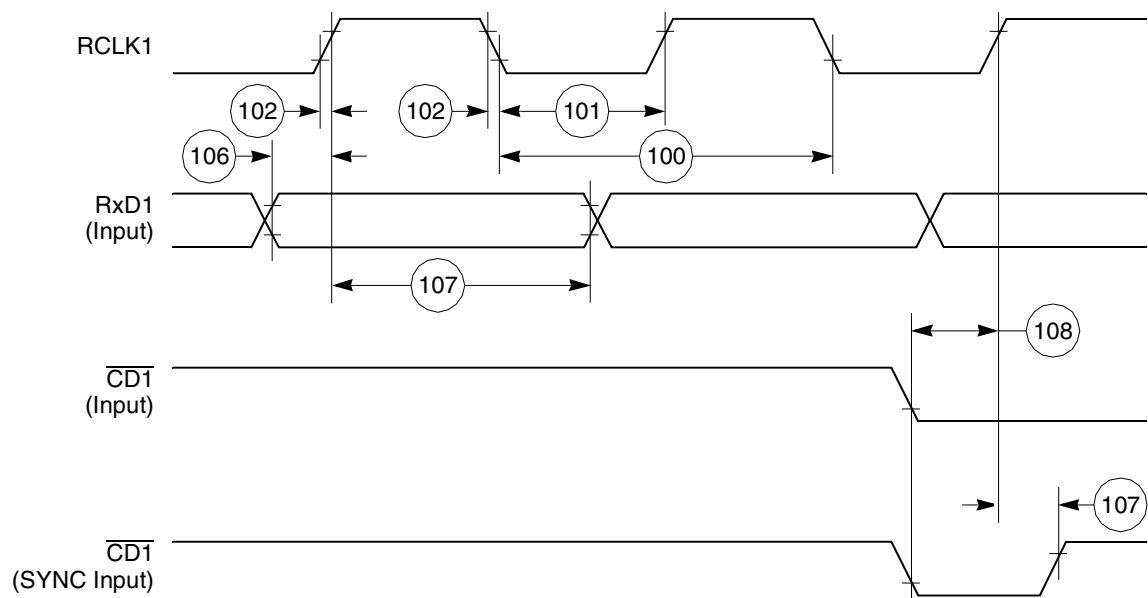 RCLK1
102
102
101
106
100
RxD1
(Input)
107
108
CD1
(Input)
107
CD1
(SYNC Input)